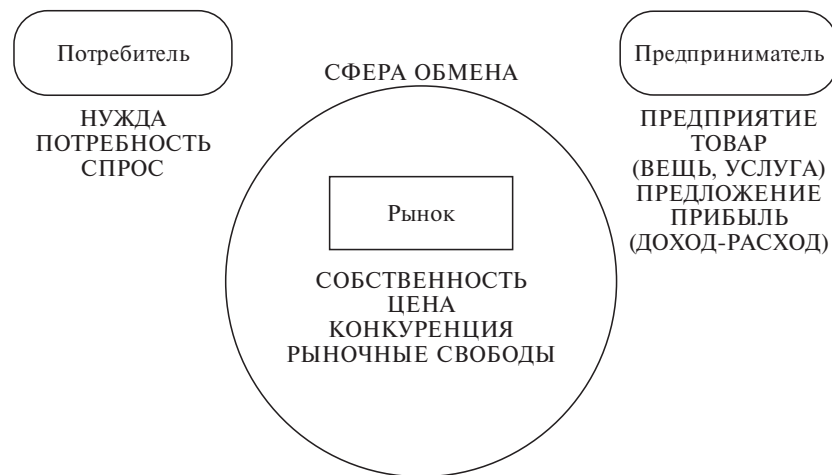 Потребитель
НУЖДА
ПОТРЕБНОСТЬ
СПРОС
СФЕРА ОБМЕНА
Рынок
СОБСТВЕННОСТЬ
ЦЕНА
КОНКУРЕНЦИЯ
РЫНОЧНЫЕ СВОБОДЫ
Предприниматель
ПРЕДПРИЯТИЕ
ТОВАР
(ВЕЩЬ, УСЛУГА)
ПРЕДЛОЖЕНИЕ
ПРИБЫЛЬ
(ДОХОД-РАСХОД)